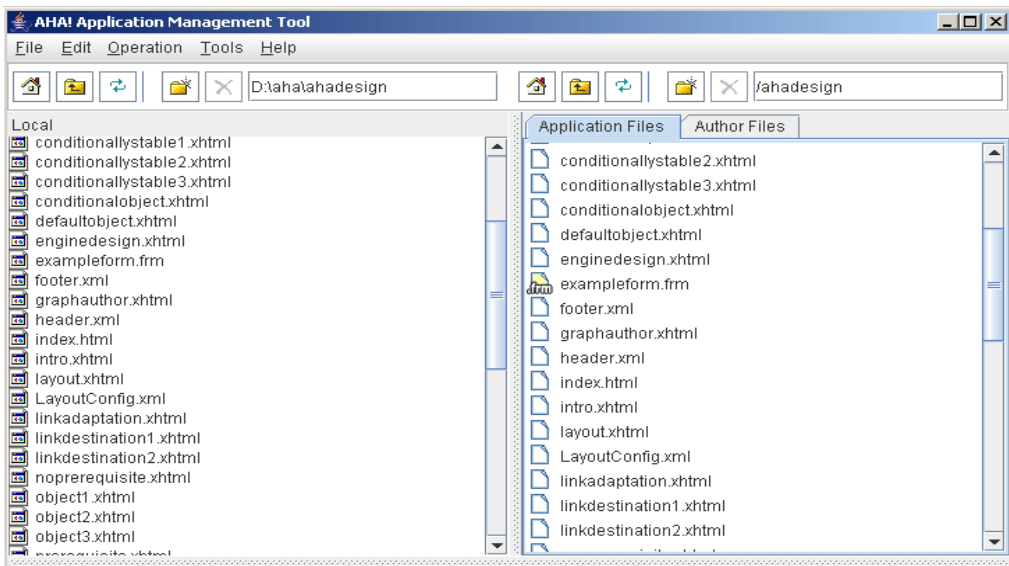 AHA! Application Management Tool
File Edit Operation Tools Help
D:\aha\ahadesign
/ahadesign
Local
conditionallystable1.xhtml
conditionallystable2.xhtml
conditionallystable3.xhtml
conditionalobject.xhtml
defaultobject.xhtml
enginedesign.xhtml
exampleform.frm
footer.xml
graphauthor.xhtml
header.xml
index.html
intro.xhtml
layout.xhtml
LayoutConfig.xml
linkadaptation.xhtml
linkdestination1.xhtml
linkdestination2.xhtml
noprerequisite.xhtml
object1.xhtml
object2.xhtml
object3.xhtml
prerequisite.xhtml
Application Files Author Files
conditionallystable2.xhtml
conditionallystable3.xhtml
conditionalobject.xhtml
defaultobject.xhtml
enginedesign.xhtml
exampleform.frm
footer.xml
graphauthor.xhtml
header.xml
index.html
intro.xhtml
layout.xhtml
LayoutConfig.xml
linkadaptation.xhtml
linkdestination1.xhtml
linkdestination2.xhtml